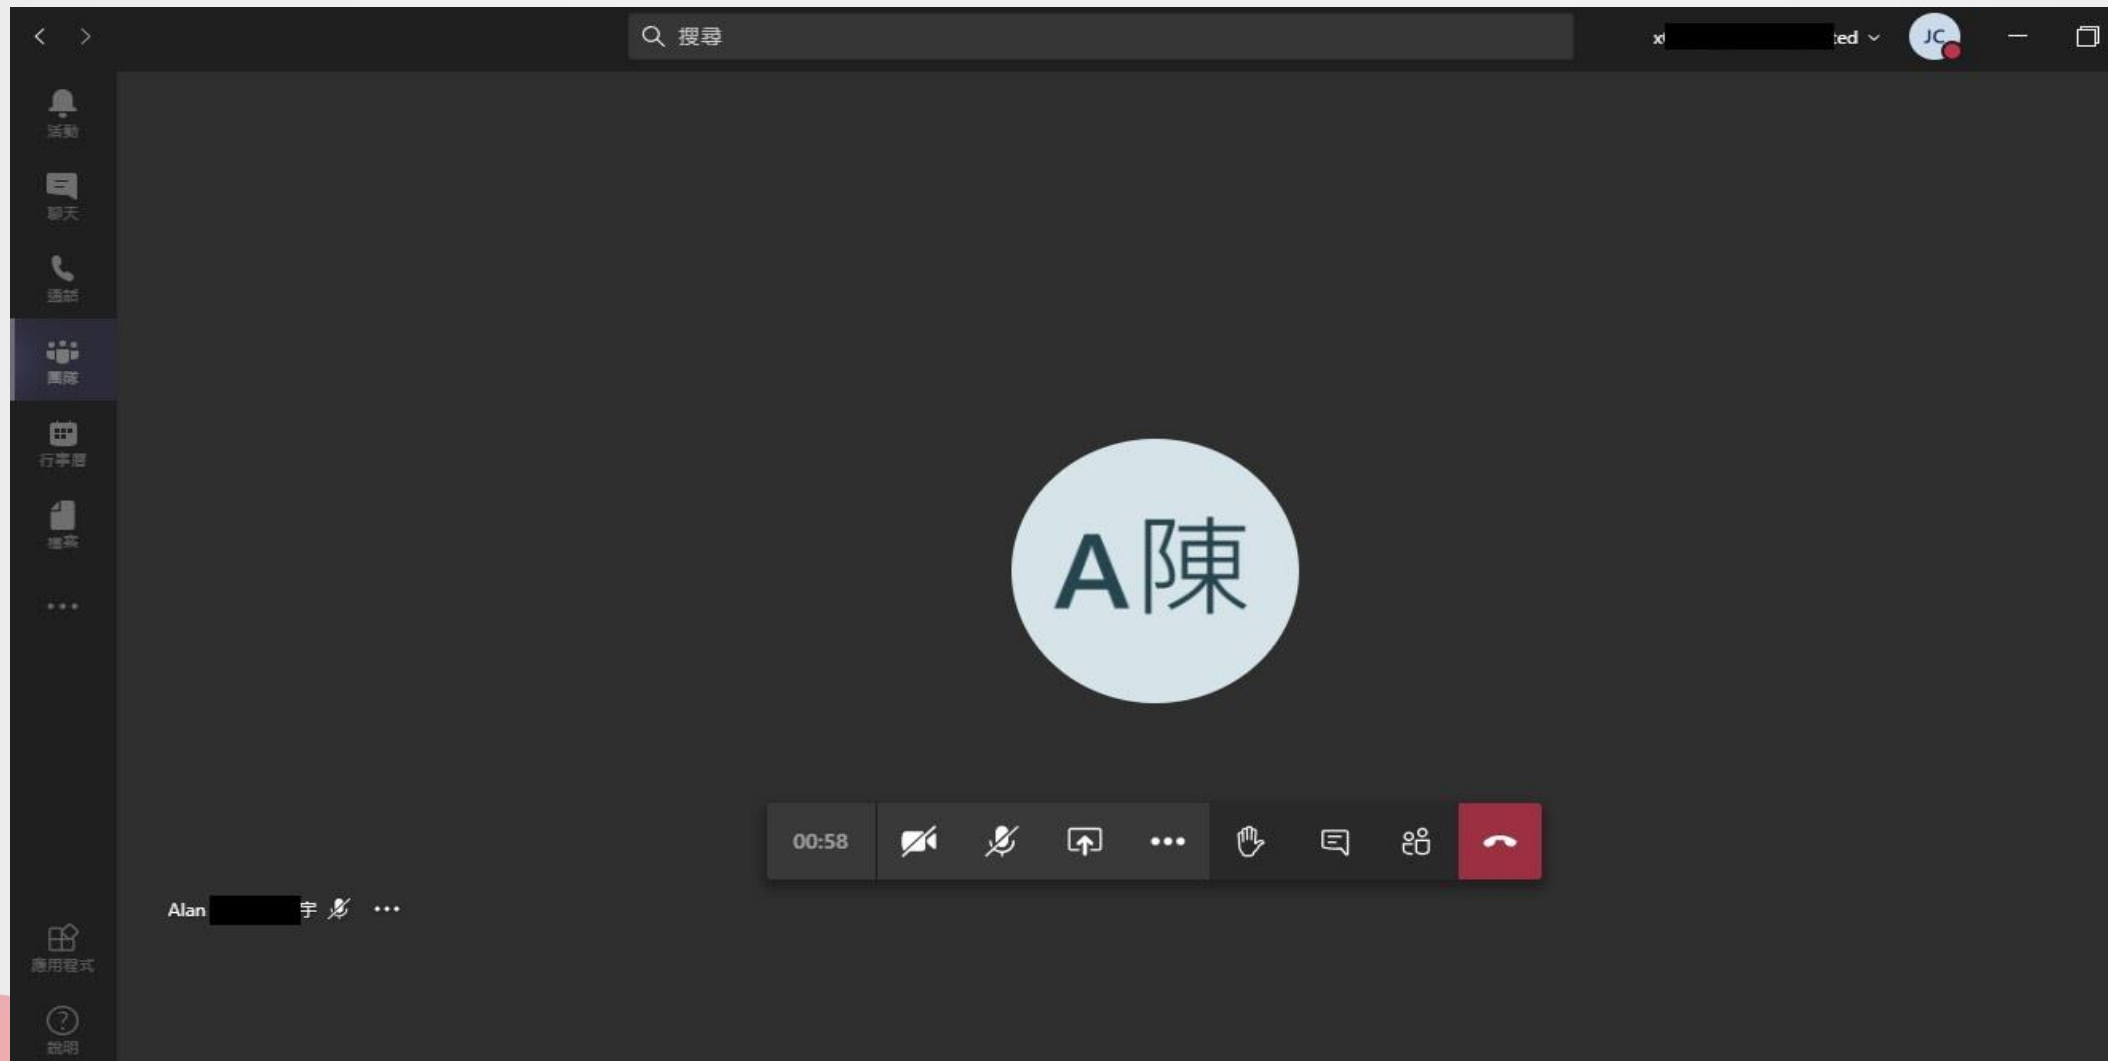 搜尋
ted
JC
活動
聊天
通話
團隊
行事曆
檔案
A陳
00:58
Alan 宇
應用程式
說明